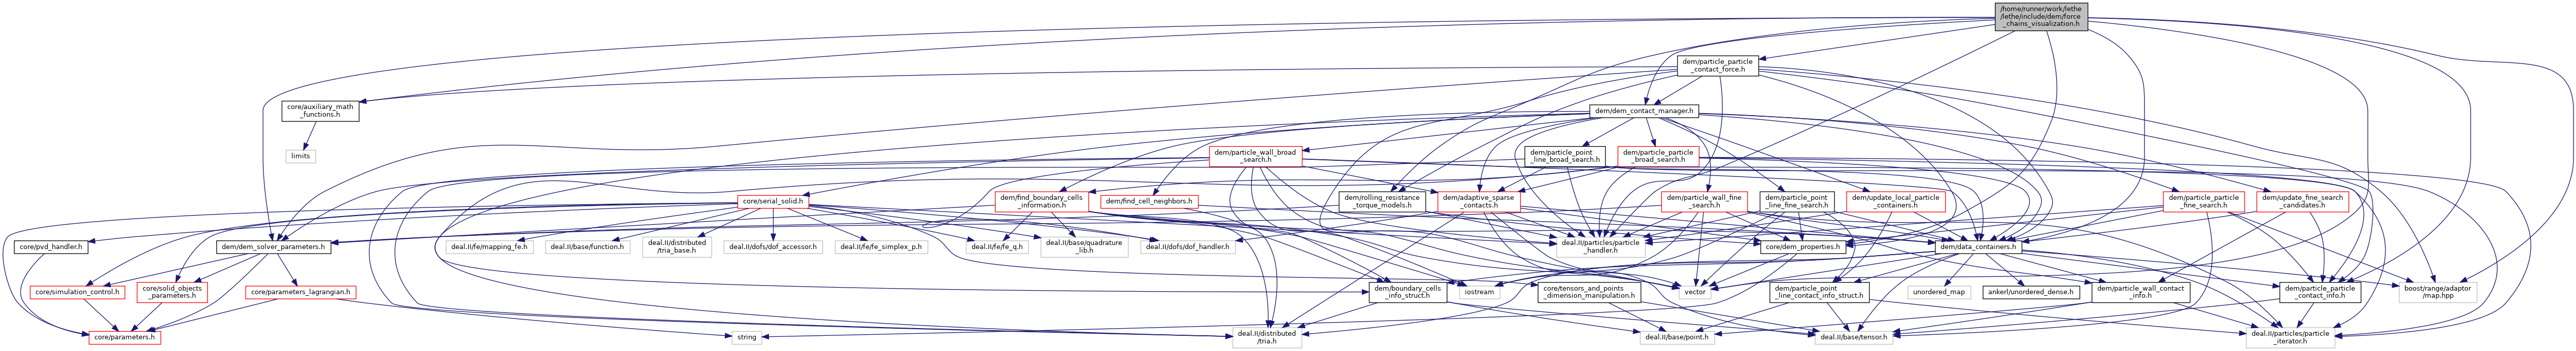 /home/runner/work/lethe
/lethe/include/dem/force
_chains_visualization.h
dem/particle_particle
_contact_force.h
core/auxiliary_math
_functions.h
dem/dem_contact_manager.h
limits
dem/particle_wall_broad
_search.h
dem/particle_point
_line_broad_search.h
dem/particle_particle
_broad_search.h
core/serial_solid.h
dem/find_boundary_cells
_information.h
dem/find_cell_neighbors.h
dem/rolling_resistance
_torque_models.h
dem/adaptive_sparse
_contacts.h
dem/particle_wall_fine
_search.h
dem/particle_point
_line_fine_search.h
dem/update_local_particle
_containers.h
dem/particle_particle
_fine_search.h
dem/update_fine_search
_candidates.h
core/pvd_handler.h
dem/dem_solver_parameters.h
deal.II/fe/mapping_fe.h
deal.II/base/function.h
deal.II/distributed
/tria_base.h
deal.II/dofs/dof_accessor.h
deal.II/fe/fe_simplex_p.h
deal.II/fe/fe_q.h
deal.II/base/quadrature
_lib.h
deal.II/dofs/dof_handler.h
deal.II/particles/particle
_handler.h
core/dem_properties.h
dem/data_containers.h
core/simulation_control.h
core/solid_objects
_parameters.h
core/parameters_lagrangian.h
dem/boundary_cells
_info_struct.h
iostream
core/tensors_and_points
_dimension_manipulation.h
vector
dem/particle_point
_line_contact_info_struct.h
unordered_map
ankerl/unordered_dense.h
dem/particle_wall_contact
_info.h
dem/particle_particle
_contact_info.h
boost/range/adaptor
/map.hpp
core/parameters.h
string
deal.II/distributed
/tria.h
deal.II/base/point.h
deal.II/base/tensor.h
deal.II/particles/particle
_iterator.h